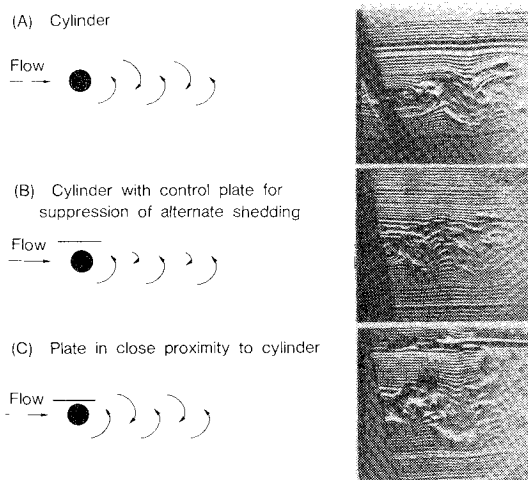 (A) Cylinder
Flow
(B) Cylinder with control plate for
suppression of alternate shedding
Flow
(C) Plate in close proximity to cylinder
Flow